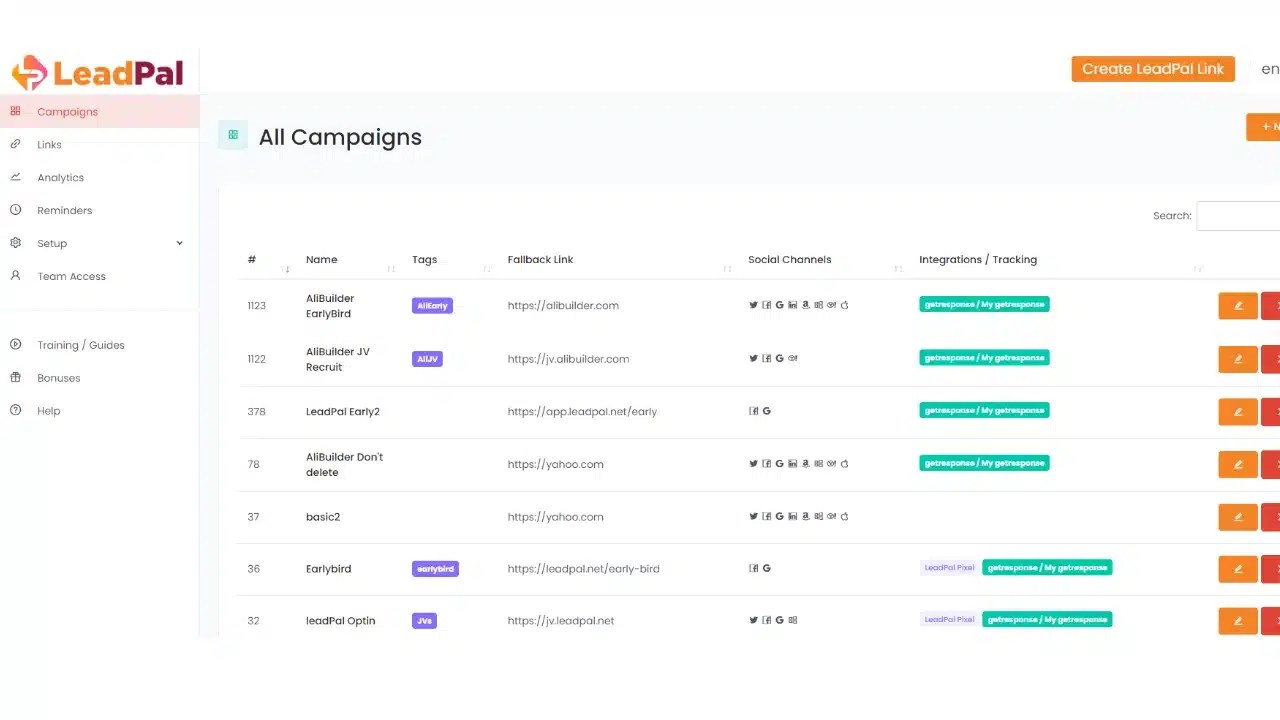 LeadPal
Create LeadPal Link
en
Campaigns
Links
Analytics
Reminders
Setup
Team Access
Training / Guides
Bonuses
Help
All Campaigns
+ N
Search:
# Name Tags Fallback Link Social Channels Integrations / Tracking
1123 AliBuilder EarlyBird AliEarly https://alibuilder.com getresponse / My getresponse
1122 AliBuilder JV Recruit AliJV https://jv.alibuilder.com getresponse / My getresponse
378 LeadPal Early2 https://app.leadpal.net/early getresponse / My getresponse
78 AliBuilder Don't delete https://yahoo.com getresponse / My getresponse
37 basic2 https://yahoo.com
36 Earlybird earlybird https://leadpal.net/early-bird LeadPal Pixel getresponse / My getresponse
32 leadPal Optin JVs https://jv.leadpal.net LeadPal Pixel getresponse / My getresponse